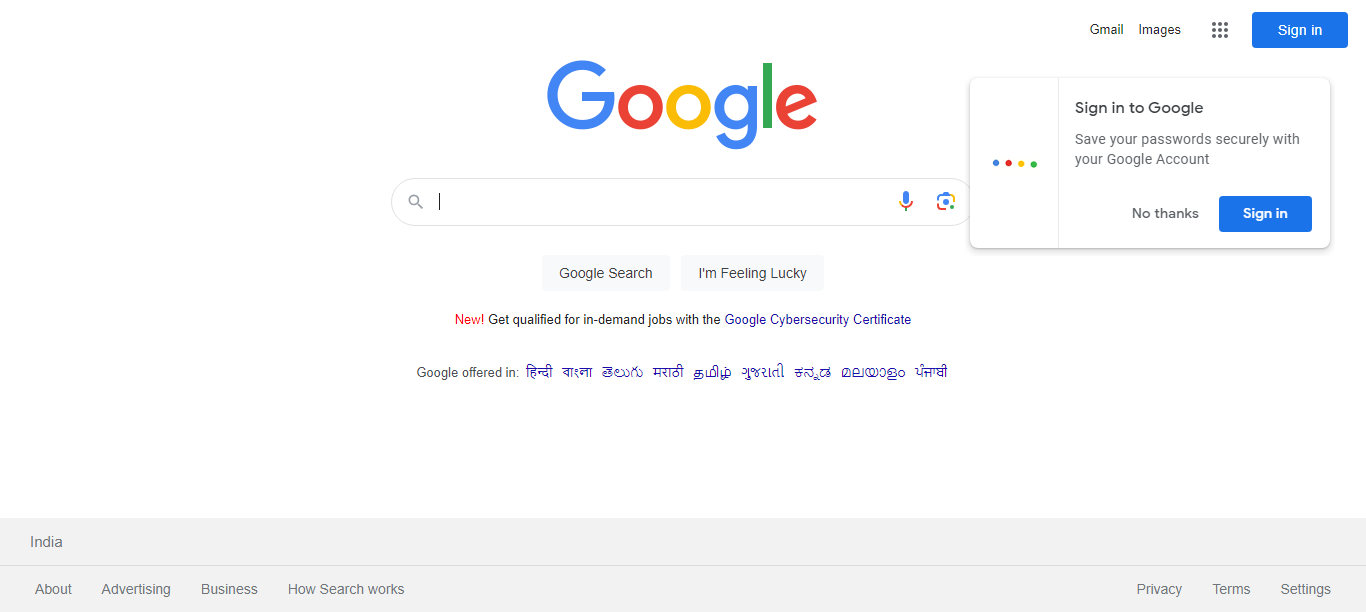 Gmail Images Sign in
Google
Sign in to Google
Save your passwords securely with
your Google Account
No thanks Sign in
Google Search I'm Feeling Lucky
New! Get qualified for in-demand jobs with the Google Cybersecurity Certificate
Google offered in: हिन्दी বাংলা తెలుగు मराठी தமிழ் ગુજરાતી ಕನ್ನಡ മലയാളം ਪੰਜਾਬੀ
India
About Advertising Business How Search works Privacy Terms Settings